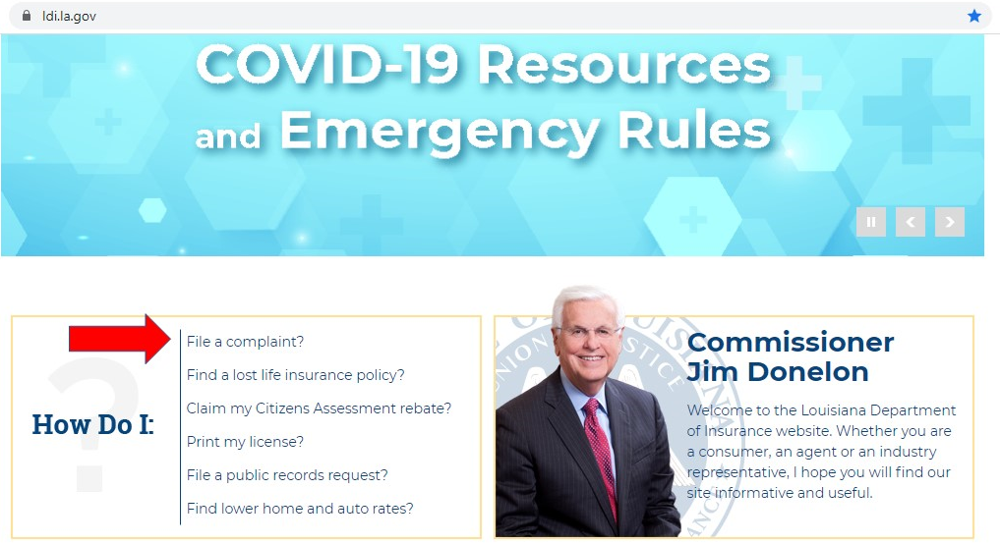 ldi.la.gov
COVID-19 Resources
and Emergency Rules
How Do I:
File a complaint?
Find a lost life insurance policy?
Claim my Citizens Assessment rebate?
Print my license?
File a public records request?
Find lower home and auto rates?
Commissioner
Jim Donelon
Welcome to the Louisiana Department
of Insurance website. Whether you are
a consumer, an agent or an industry
representative, I hope you will find our
site informative and useful.